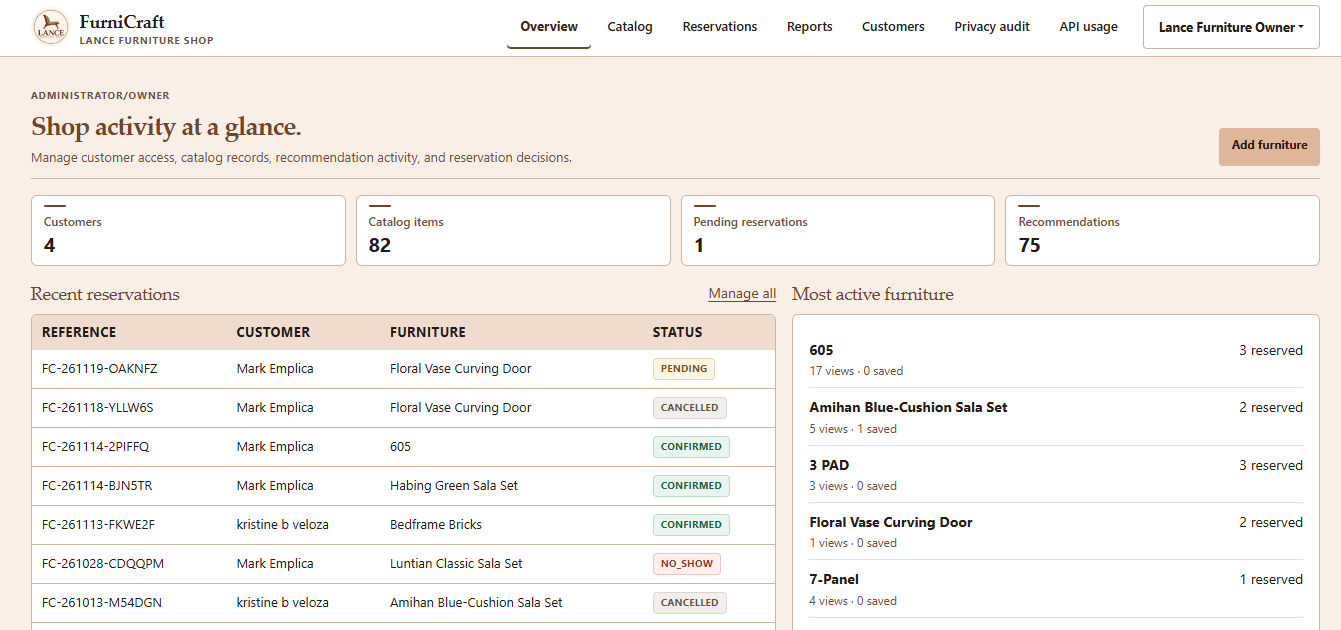 FurniCraft
LANCE FURNITURE SHOP
LANCE
Overview Catalog Reservations Reports Customers Privacy audit API usage Lance Furniture Owner
ADMINISTRATOR/OWNER
Shop activity at a glance.
Manage customer access, catalog records, recommendation activity, and reservation decisions.
Add furniture
Customers
4
Catalog items
82
Pending reservations
1
Recommendations
75
Recent reservations
Manage all
REFERENCE CUSTOMER FURNITURE STATUS
FC-261119-OAKNFZ Mark Emplica Floral Vase Curving Door PENDING
FC-261118-YLLW6S Mark Emplica Floral Vase Curving Door CANCELLED
FC-261114-2PIFFQ Mark Emplica 605 CONFIRMED
FC-261114-BJN5TR Mark Emplica Habing Green Sala Set CONFIRMED
FC-261113-FKWE2F kristine b veloza Bedframe Bricks CONFIRMED
FC-261028-CDQQPM Mark Emplica Luntian Classic Sala Set NO_SHOW
FC-261013-M54DGN kristine b veloza Amihan Blue-Cushion Sala Set CANCELLED
Most active furniture
605 3 reserved
17 views · 0 saved
Amihan Blue-Cushion Sala Set 2 reserved
5 views · 1 saved
3 PAD 3 reserved
3 views · 0 saved
Floral Vase Curving Door 2 reserved
1 views · 0 saved
7-Panel 1 reserved
4 views · 0 saved